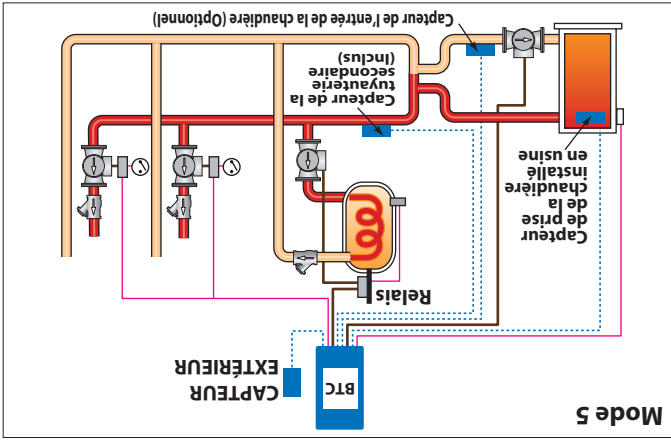 Mode 5
BTC
CAPTEUR
EXTÉRIEUR
Relais
Capteur
de prise
de la
chaudière
installé
en usine
Capteur de la
tuyauterie
secondaire
(Inclus)
Capteur de l'entrée de la chaudière (Optionnel)